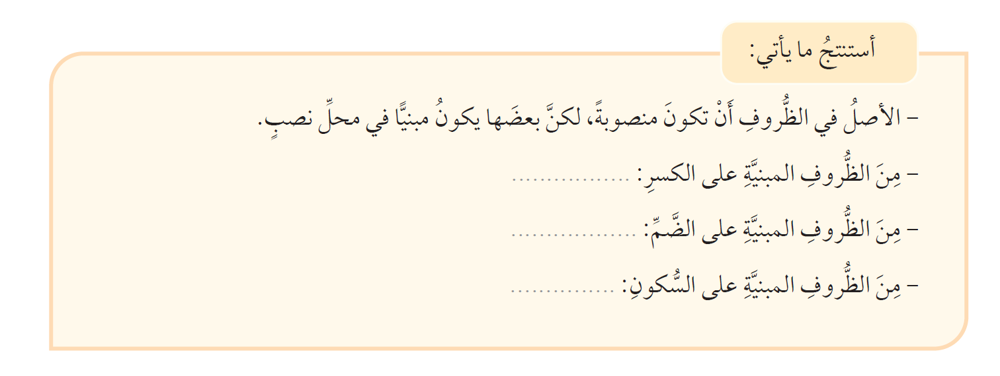 أستنتجُ ما يأتي:
– الأصلُ في الظُّروفِ أَنْ تكونَ منصوبةً، لكنَّ بعضَها يكونُ مبنيًّا في محلِّ نصبٍ.
– مِنَ الظُّروفِ المبنيَّةِ على الكسرِ: .................
– مِنَ الظُّروفِ المبنيَّةِ على الضَّمِّ: ..................
– مِنَ الظُّروفِ المبنيَّةِ على السُّكونِ: ...............